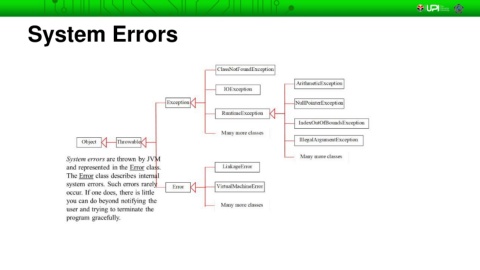 UPI
System Errors
ClassNotFoundException
IOException
ArithmeticException
Exception
NullPointerException
RuntimeException
IndexOutOfBoundsException
Many more classes
Object
Throwable
IllegalArgumentException
Many more classes
System errors are thrown by JVM
and represented in the Error class.
The Error class describes internal
system errors. Such errors rarely
occur. If one does, there is little
you can do beyond notifying the
user and trying to terminate the
program gracefully.
LinkageError
Error
VirtualMachineError
Many more classes